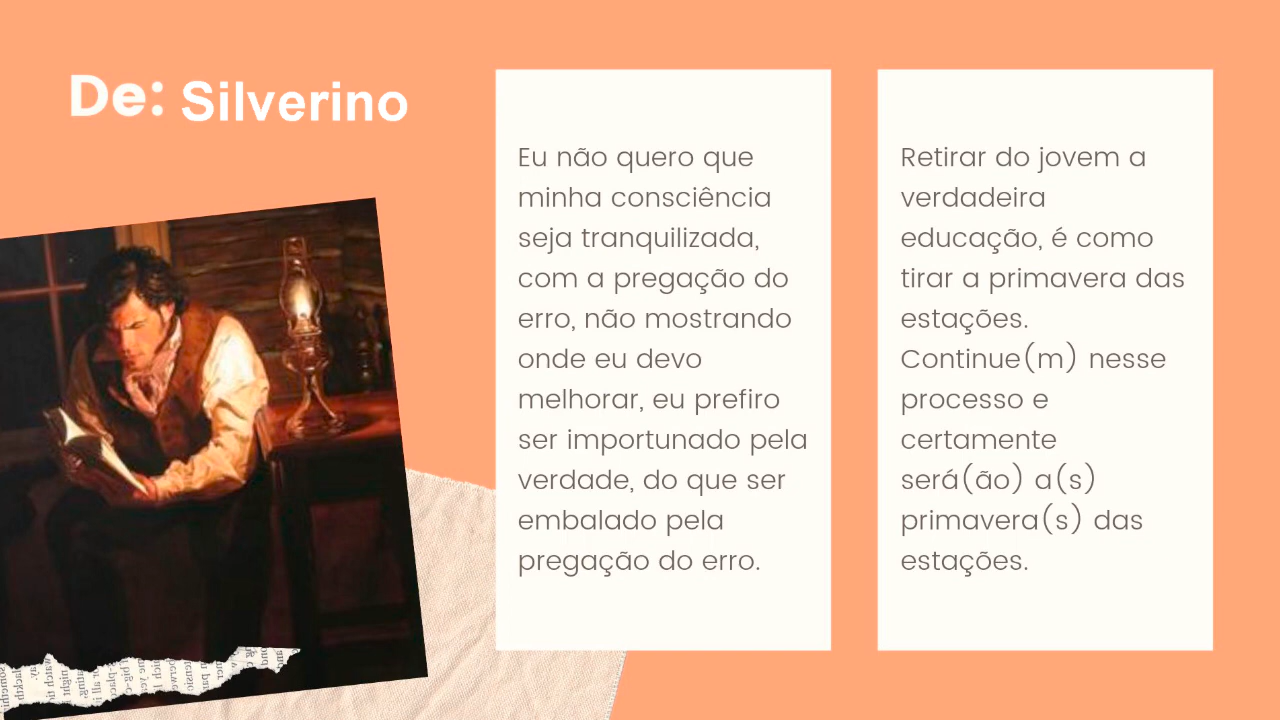 De: Silverino
Eu não quero que
minha consciência
seja tranquilizada,
com a pregação do
erro, não mostrando
onde eu devo
melhorar, eu prefiro
ser importunado pela
verdade, do que ser
embalado pela
pregação do erro.
Retirar do jovem a
verdadeira
educação, é como
tirar a primavera das
estações.
Continue(m) nesse
processo e
certamente
será(ão) a(s)
primavera(s) das
estações.